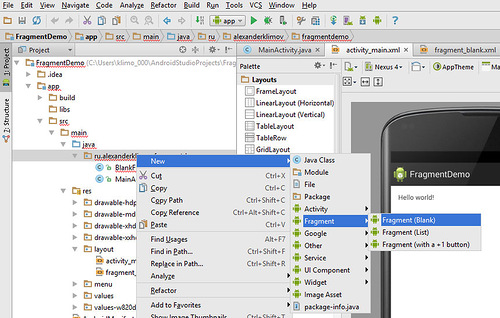 File Edit View Navigate Code Analyze Refactor Build Run Tools VCS Window Help
app
FragmentDemo app src main java ru alexanderklimov fragmentdemo
Project
MainActivity.java activity_main.xml fragment_blank.xml
1: Project
Z: Structure
FragmentDemo (C:\Users\klimo_000\AndroidStudioProjects\Frag
.idea
app
build
libs
src
main
java
ru.alexanderklimov
BlankF
MainA
res
drawable-hdp
drawable-md
drawable-xh
drawable-xxh
layout
activity_m
fragment_
menu
values
values-w820d
Palette
Layouts
FrameLayout
LinearLayout (Horizontal)
LinearLayout (Vertical)
TableLayout
TableRow
GridLayout
Nexus 4
AppTheme
FragmentDemo
Hello world!
New
Cut Ctrl+X
Copy Ctrl+C
Copy Path Ctrl+Shift+C
Copy Reference Ctrl+Alt+Shift+C
Paste Ctrl+V
Find Usages Alt+F7
Find in Path... Ctrl+Shift+F
Replace in Path... Ctrl+Shift+R
Analyze
Refactor
Add to Favorites
Show Image Thumbnails
Java Class
Module
File
Package
Activity
Fragment
Google
Other
Service
UI Component
Widget
Image Asset
package-info.java
Fragment (Blank)
Fragment (List)
Fragment (with a +1 button)